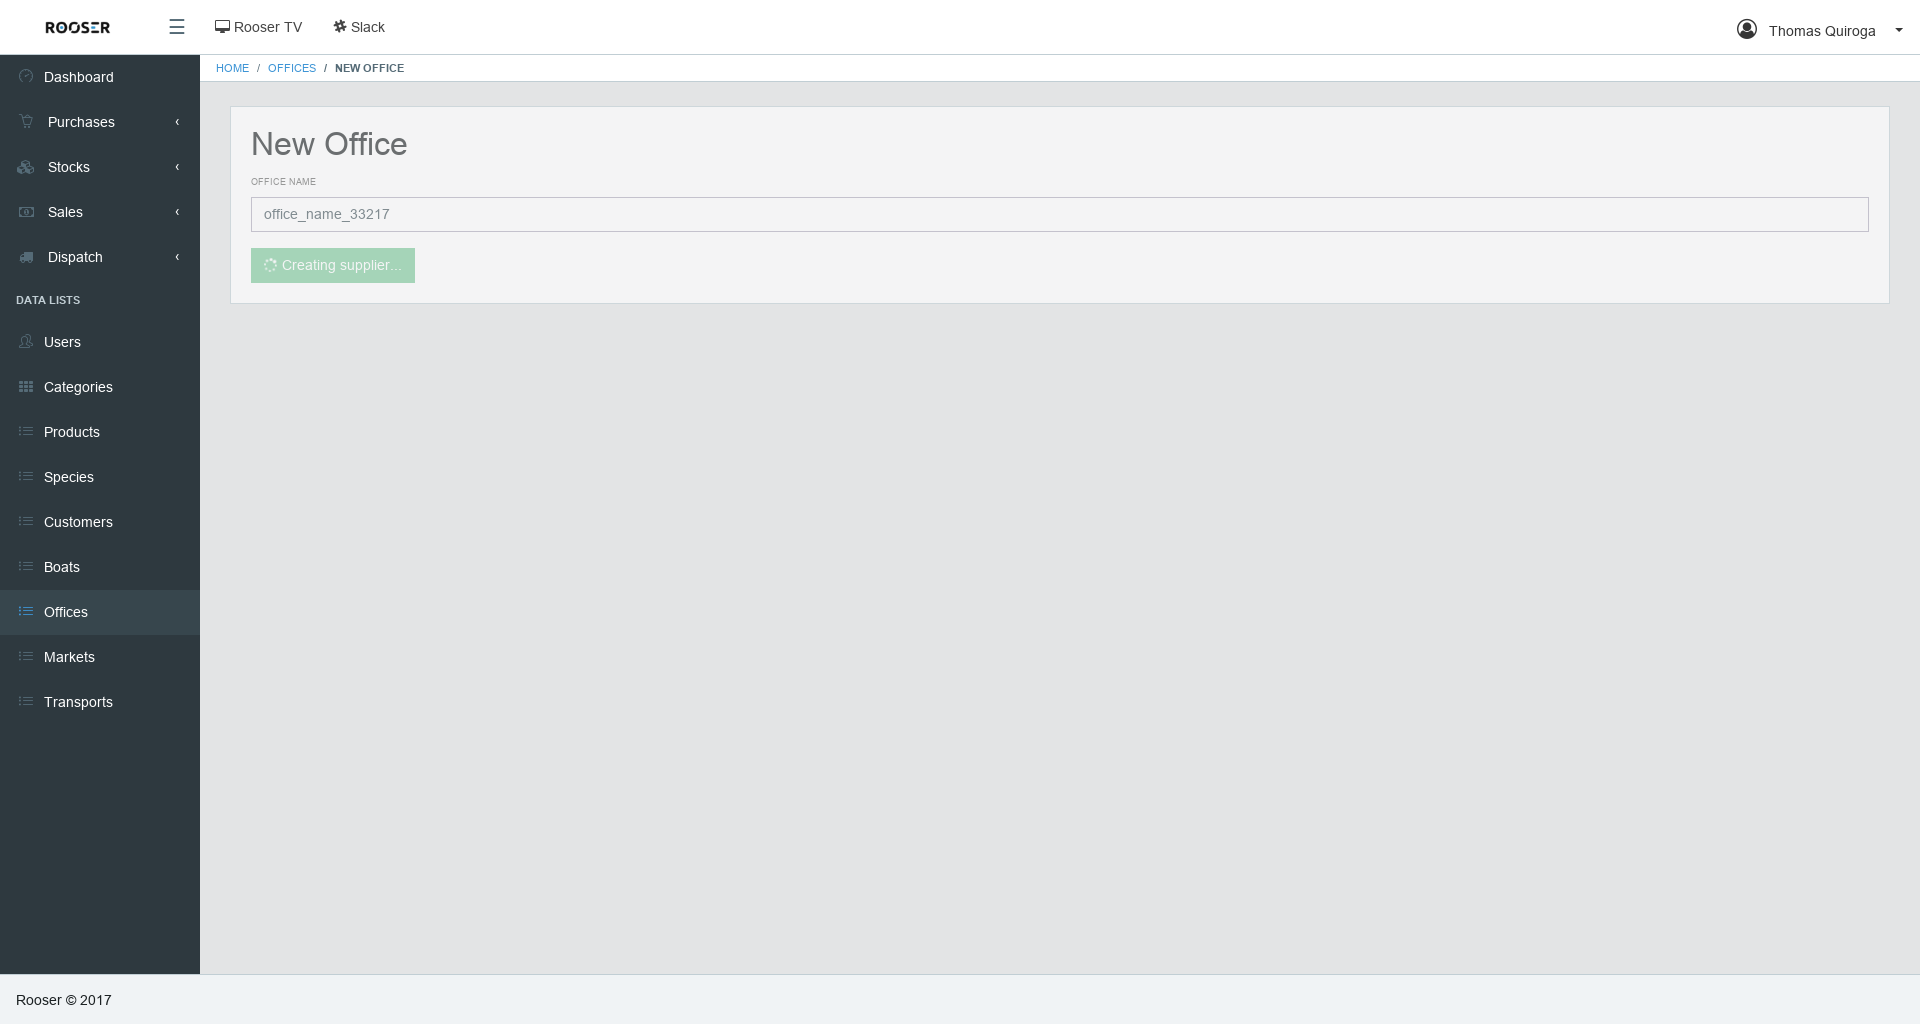 ROOSER
Rooser TV
Slack
Thomas Quiroga
HOME / OFFICES / NEW OFFICE
Dashboard
Purchases
Stocks
Sales
Dispatch
DATA LISTS
Users
Categories
Products
Species
Customers
Boats
Offices
Markets
Transports
New Office
OFFICE NAME
office_name_33217
Creating supplier...
Rooser © 2017